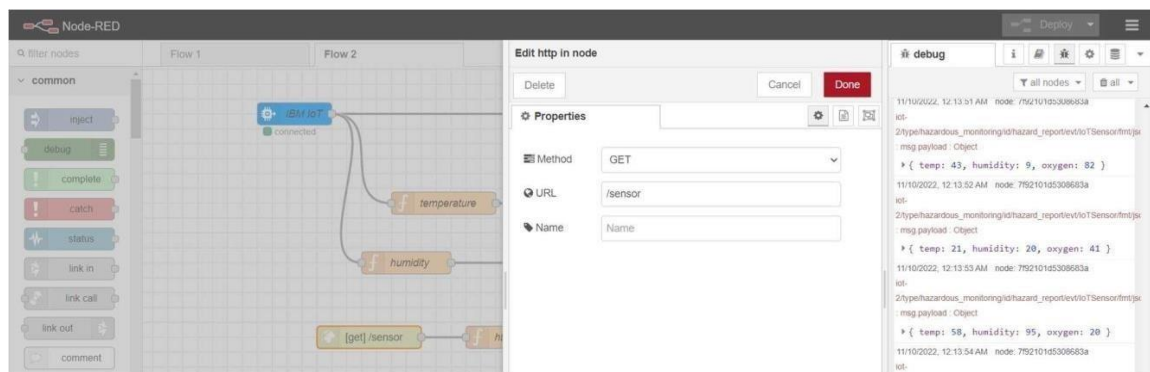 Node-RED
Deploy
filter nodes
Flow 1
Flow 2
common
inject
debug
complete
catch
status
link in
link call
link out
comment
IBM IoT
connected
temperature
humidity
[get] /sensor
Edit http in node
Delete
Cancel
Done
Properties
Method
GET
URL
/sensor
Name
Name
debug
i
all nodes
all
11/10/2022, 12:13:51 AM node: 7f92101d5308683a
iot-
2/type/hazardous_monitoring/id/hazard_report/evt/IoTSensor/fmt/jsc
: msg.payload : Object
{ temp: 43, humidity: 9, oxygen: 82 }
11/10/2022, 12:13:52 AM node: 7f92101d5308683a
iot-
2/type/hazardous_monitoring/id/hazard_report/evt/IoTSensor/fmt/jsc
: msg.payload : Object
{ temp: 21, humidity: 20, oxygen: 41 }
11/10/2022, 12:13:53 AM node: 7f92101d5308683a
iot-
2/type/hazardous_monitoring/id/hazard_report/evt/IoTSensor/fmt/jsc
: msg.payload : Object
{ temp: 58, humidity: 95, oxygen: 20 }
11/10/2022, 12:13:54 AM node: 7f92101d5308683a
iot-